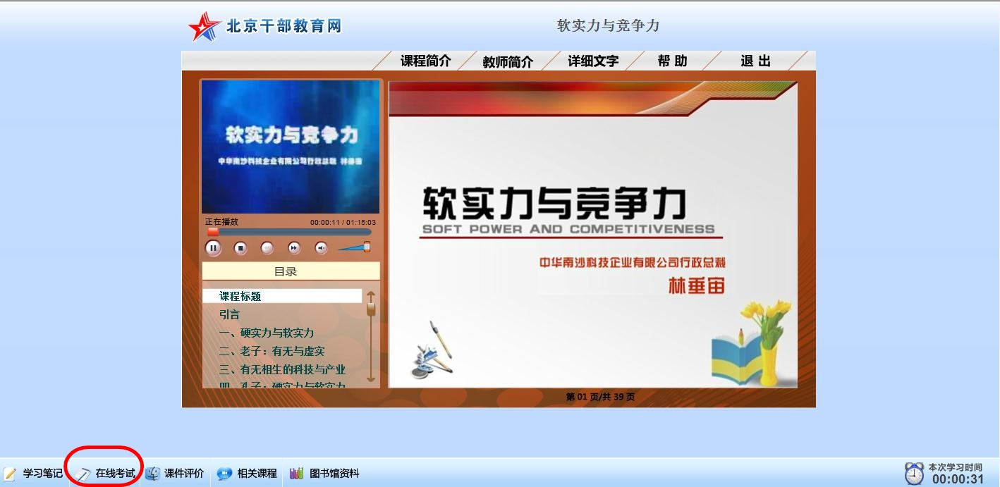 北京干部教育网
软实力与竞争力
课程简介
教师简介
详细文字
帮 助
退 出
软实力与竞争力
中华南沙科技企业有限公司行政总裁 林垂宙
正在播放
00:00:11 / 01:15:03
目录
课程标题
引言
一、硬实力与软实力
二、老子：有无与虚实
三、有无相生的科技与产业
四、孔子：硬实力与软实力
软实力与竞争力
SOFT POWER AND COMPETITIVENESS
中华南沙科技企业有限公司行政总裁
林垂宙
第 01 页/共 39 页
学习笔记
在线考试
课件评价
相关课程
图书馆资料
本次学习时间
00:00:31